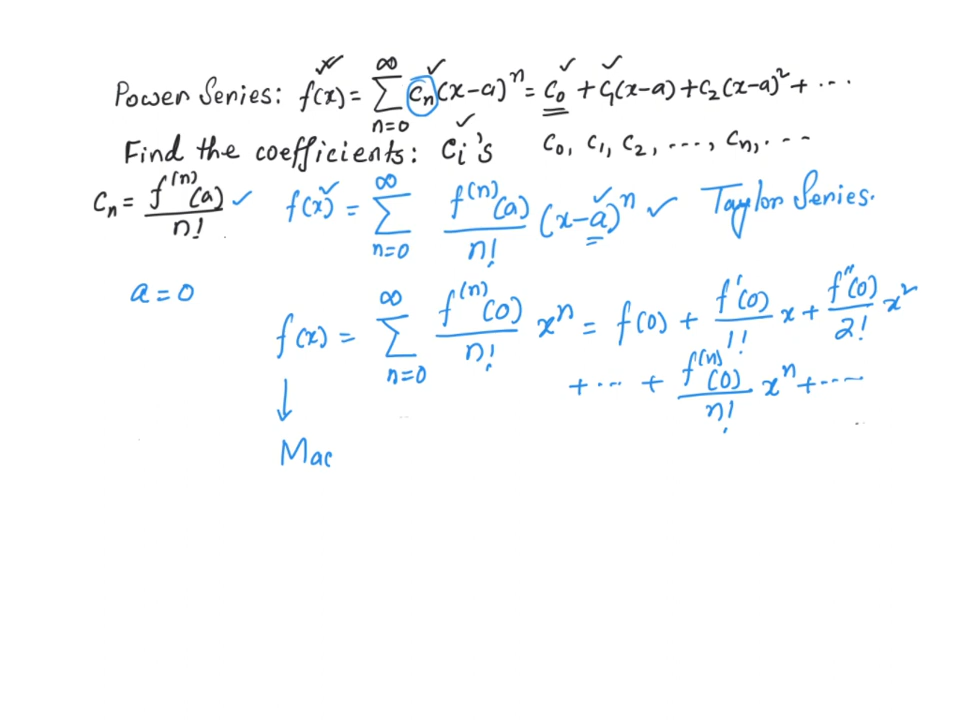 Power Series: f(x) = ∑_{n=0}^{∞} c_n (x-a)^n = c_0 + c_1(x-a) + c_2(x-a)^2 + ...
Find the coefficients: c_i's c_0, c_1, c_2, ..., c_n, ...
c_n = f^{(n)}(a)/n! ✓ f(x) = ∑_{n=0}^{∞} f^{(n)}(a)/n! (x-a)^n ✓ Taylor Series.
a = 0
f(x) = ∑_{n=0}^{∞} f^{(n)}(0)/n! x^n = f(0) + f'(0)/1! x + f''(0)/2! x^2
+ ... + f^{(n)}(0)/n! x^n + ...
↓
Mac